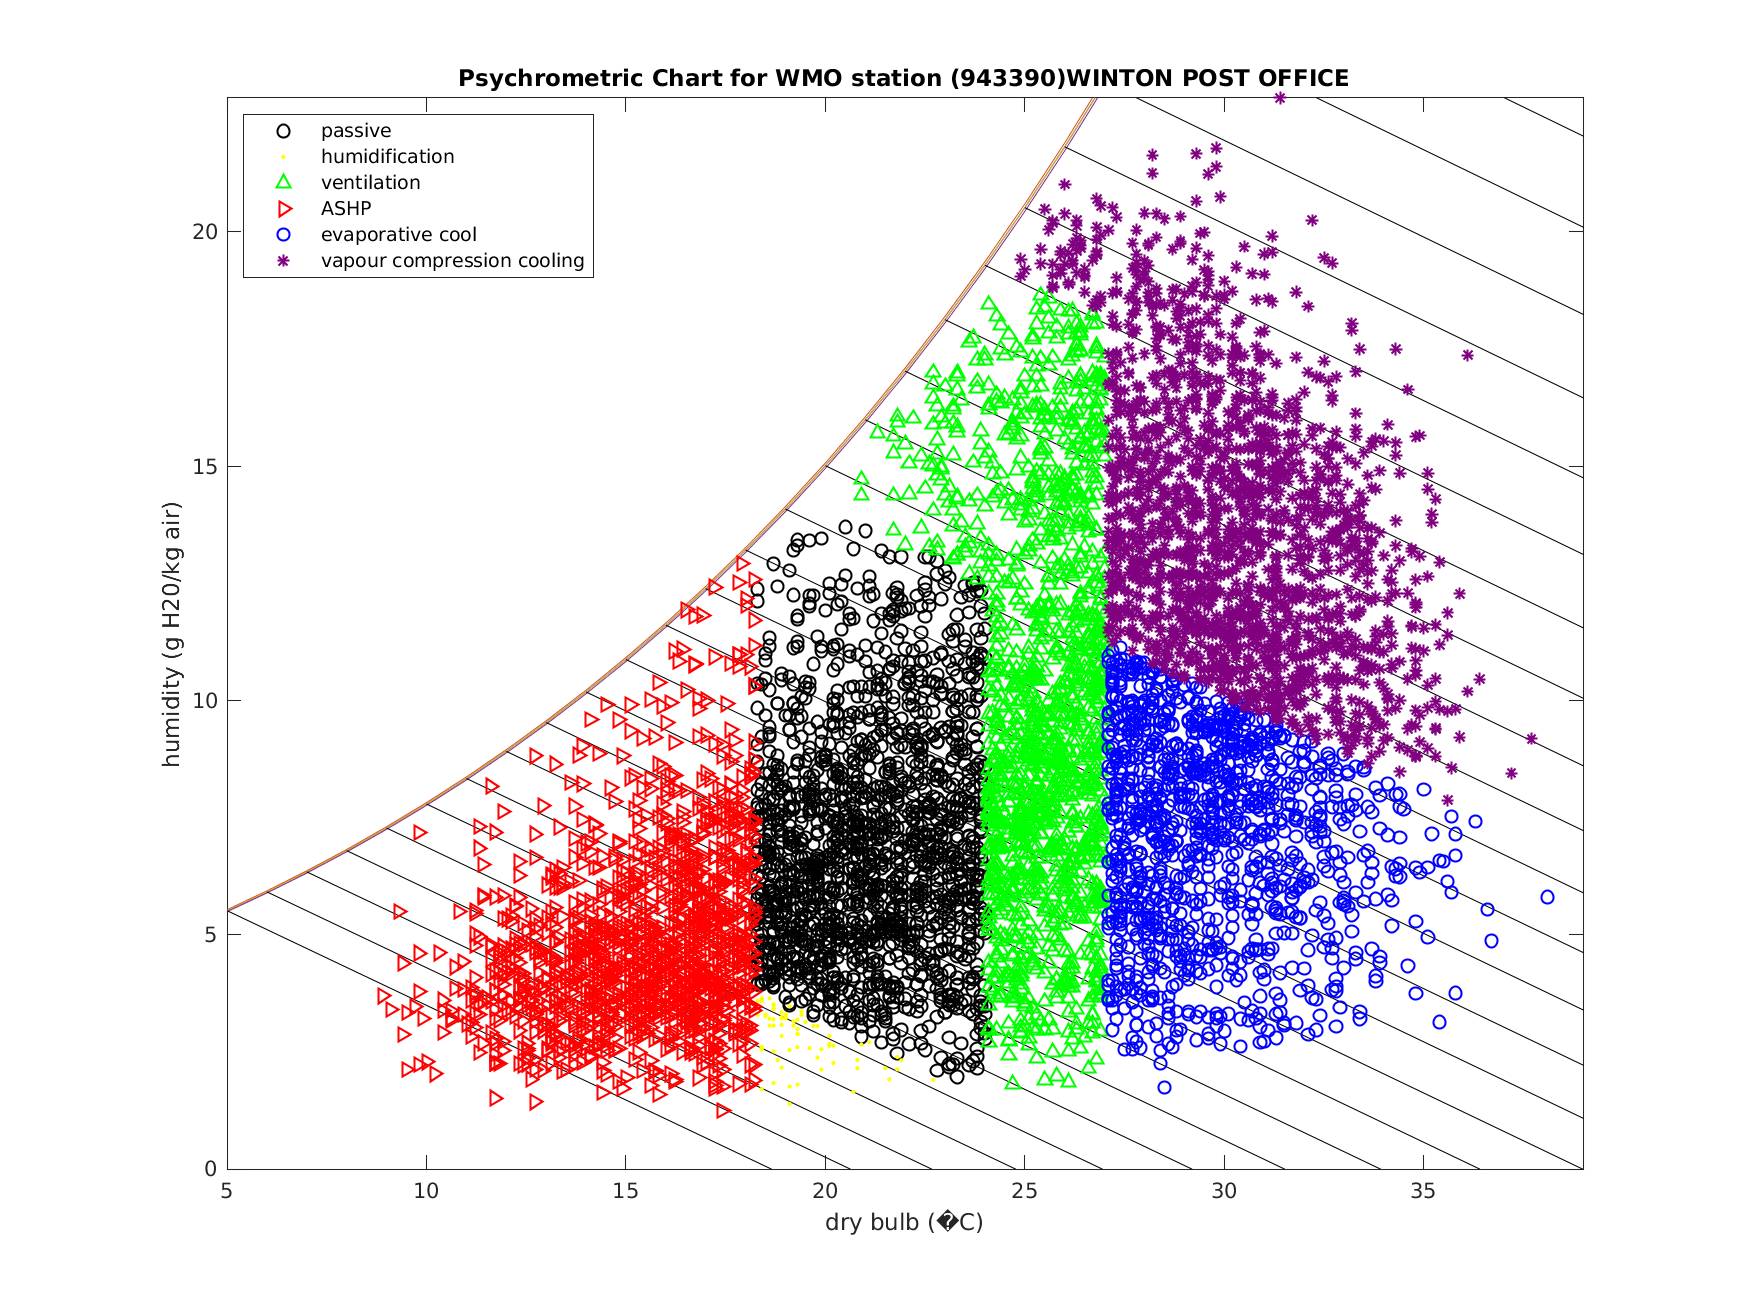 Psychrometric Chart for WMO station (943390)WINTON POST OFFICE
passive
humidification
ventilation
ASHP
evaporative cool
vapour compression cooling
humidity (g H20/kg air)
20
15
10
5
0
5 10 15 20 25 30 35
dry bulb (�C)